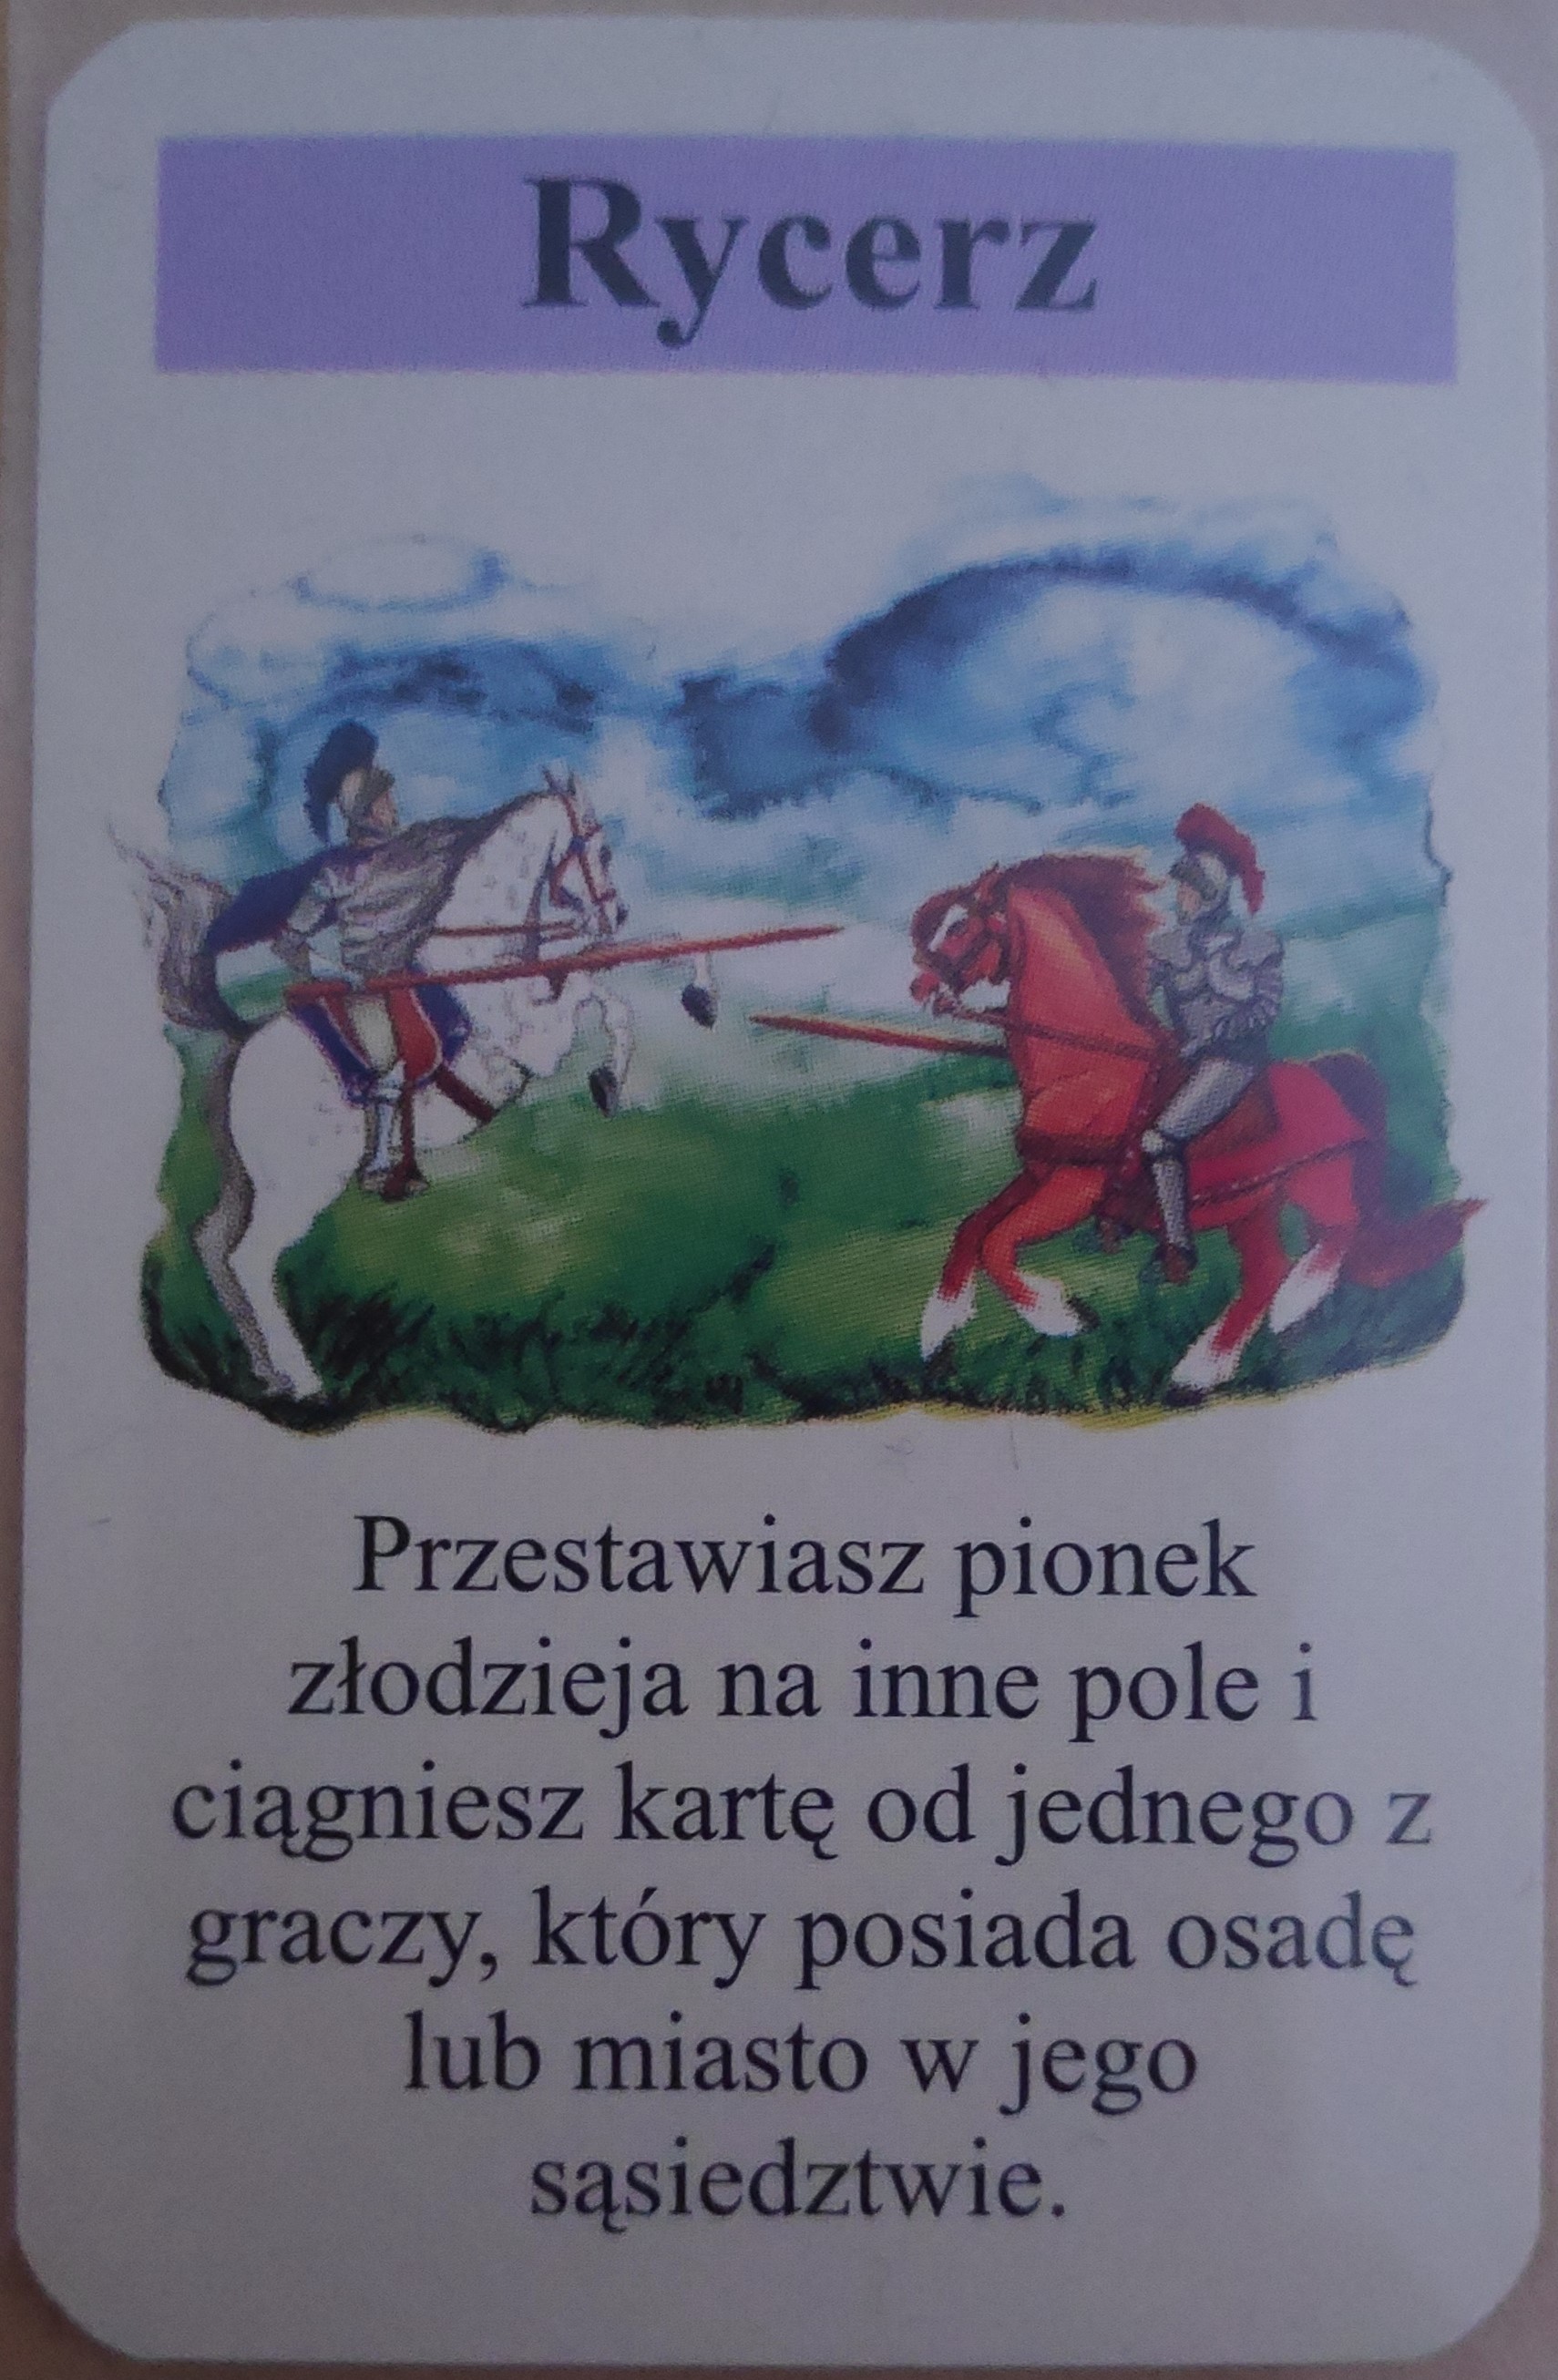 Rycerz
Przestawiasz pionek
złodzieja na inne pole i
ciągniesz kartę od jednego z
graczy, który posiada osadę
lub miasto w jego
sąsiedztwie.